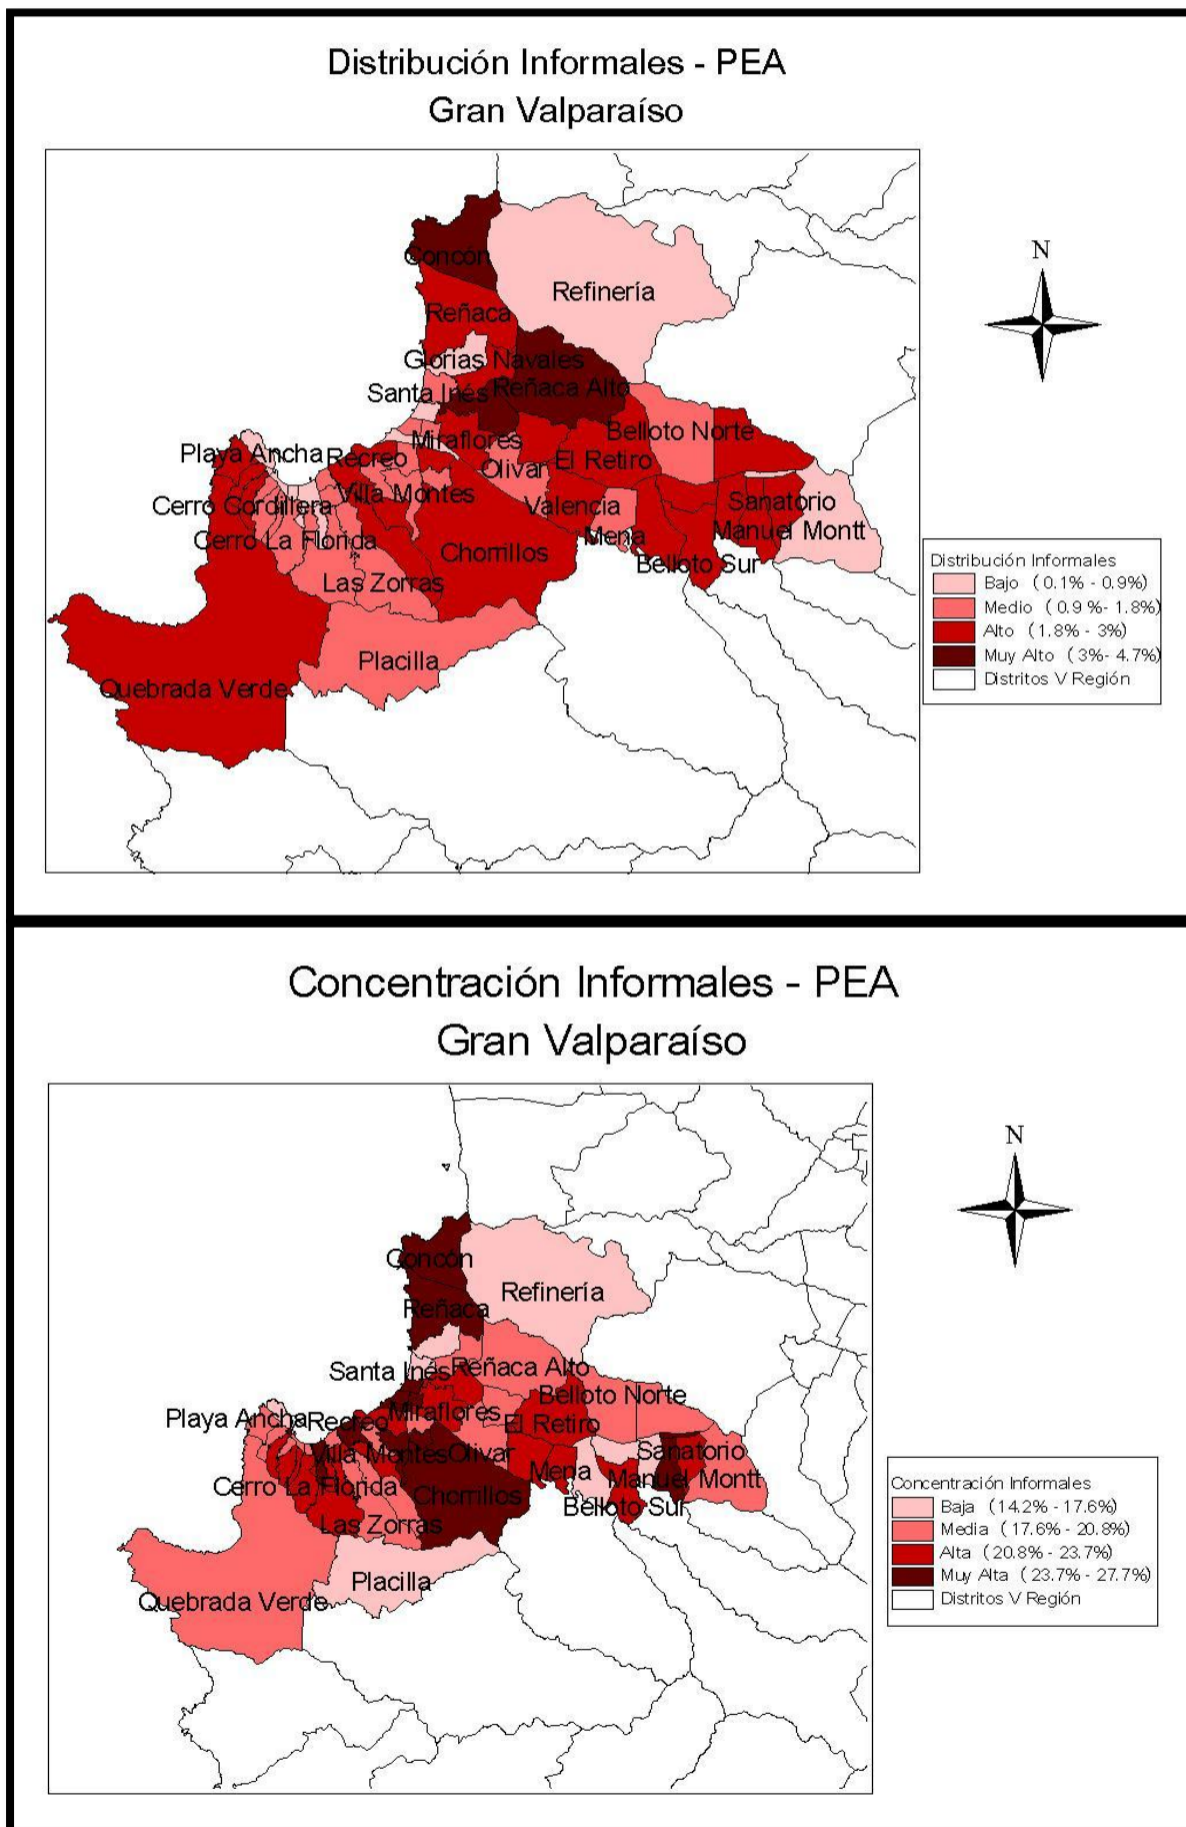 Distribución Informales - PEA
Gran Valparaíso
N
Concón
Refinería
Reñaca
Glorias Navales
Reñaca Alto
Santa Inés
Belloto Norte
Miraflores
Playa Ancha
Recreo
El Retiro
Olivar
Villa Montes
Cerro Cordillera
Valencia
Sanatorio
Manuel Montt
Mena
Cerro La Florida
Chorrillos
Belloto Sur
Las Zorras
Placilla
Quebrada Verde
Distribución Informales
Bajo (0.1% - 0.9%)
Medio (0.9 %- 1.8%)
Alto (1.8% - 3%)
Muy Alto (3%- 4.7%)
Distritos V Región
Concentración Informales - PEA
Gran Valparaíso
N
Concón
Refinería
Reñaca
Santa Inés
Reñaca Alto
Belloto Norte
Miraflores
Playa Ancha
Recreo
El Retiro
Villa Montes
Olivar
Sanatorio
Mena
Manuel Montt
Cerro La Florida
Chorrillos
Belloto Sur
Las Zorras
Placilla
Quebrada Verde
Concentración Informales
Baja (14.2% - 17.6%)
Media (17.6% - 20.8%)
Alta (20.8% - 23.7%)
Muy Alta (23.7% - 27.7%)
Distritos V Región